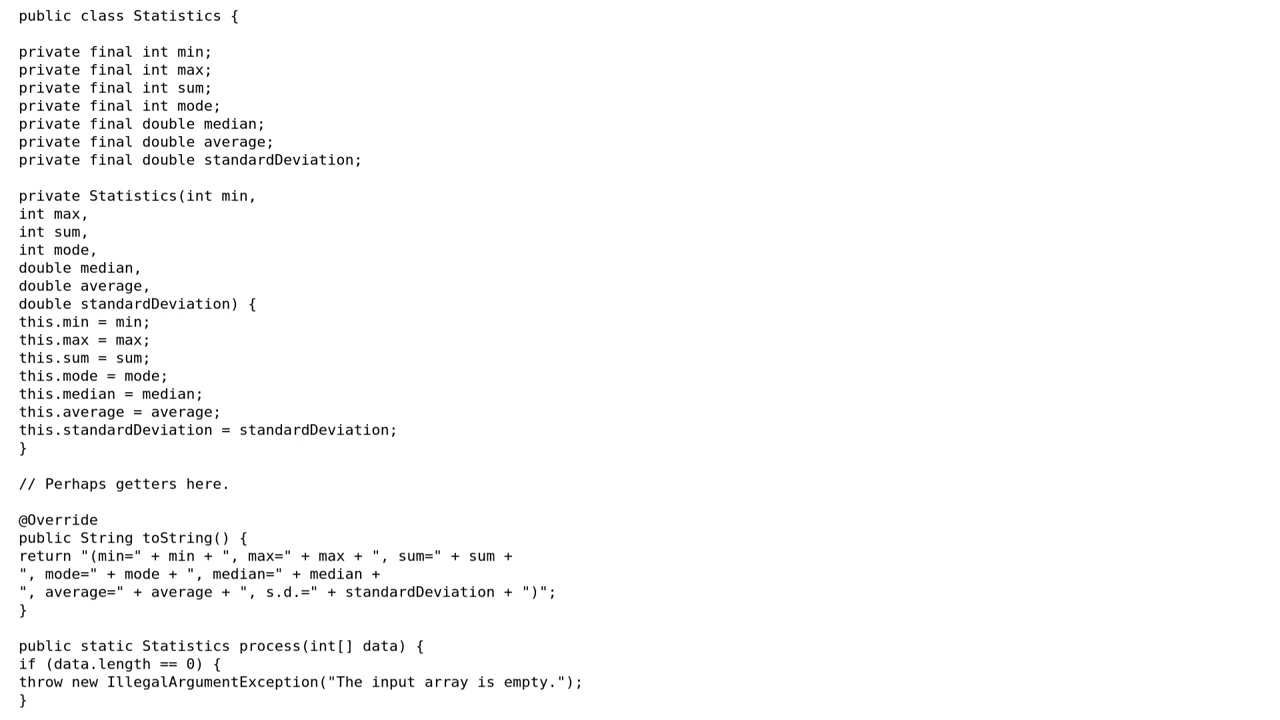 public class Statistics {

private final int min;
private final int max;
private final int sum;
private final int mode;
private final double median;
private final double average;
private final double standardDeviation;

private Statistics(int min,
int max,
int sum,
int mode,
double median,
double average,
double standardDeviation) {
this.min = min;
this.max = max;
this.sum = sum;
this.mode = mode;
this.median = median;
this.average = average;
this.standardDeviation = standardDeviation;
}

// Perhaps getters here.

@Override
public String toString() {
return "(min=" + min + ", max=" + max + ", sum=" + sum +
", mode=" + mode + ", median=" + median +
", average=" + average + ", s.d.=" + standardDeviation + ")";
}

public static Statistics process(int[] data) {
if (data.length == 0) {
throw new IllegalArgumentException("The input array is empty.");
}